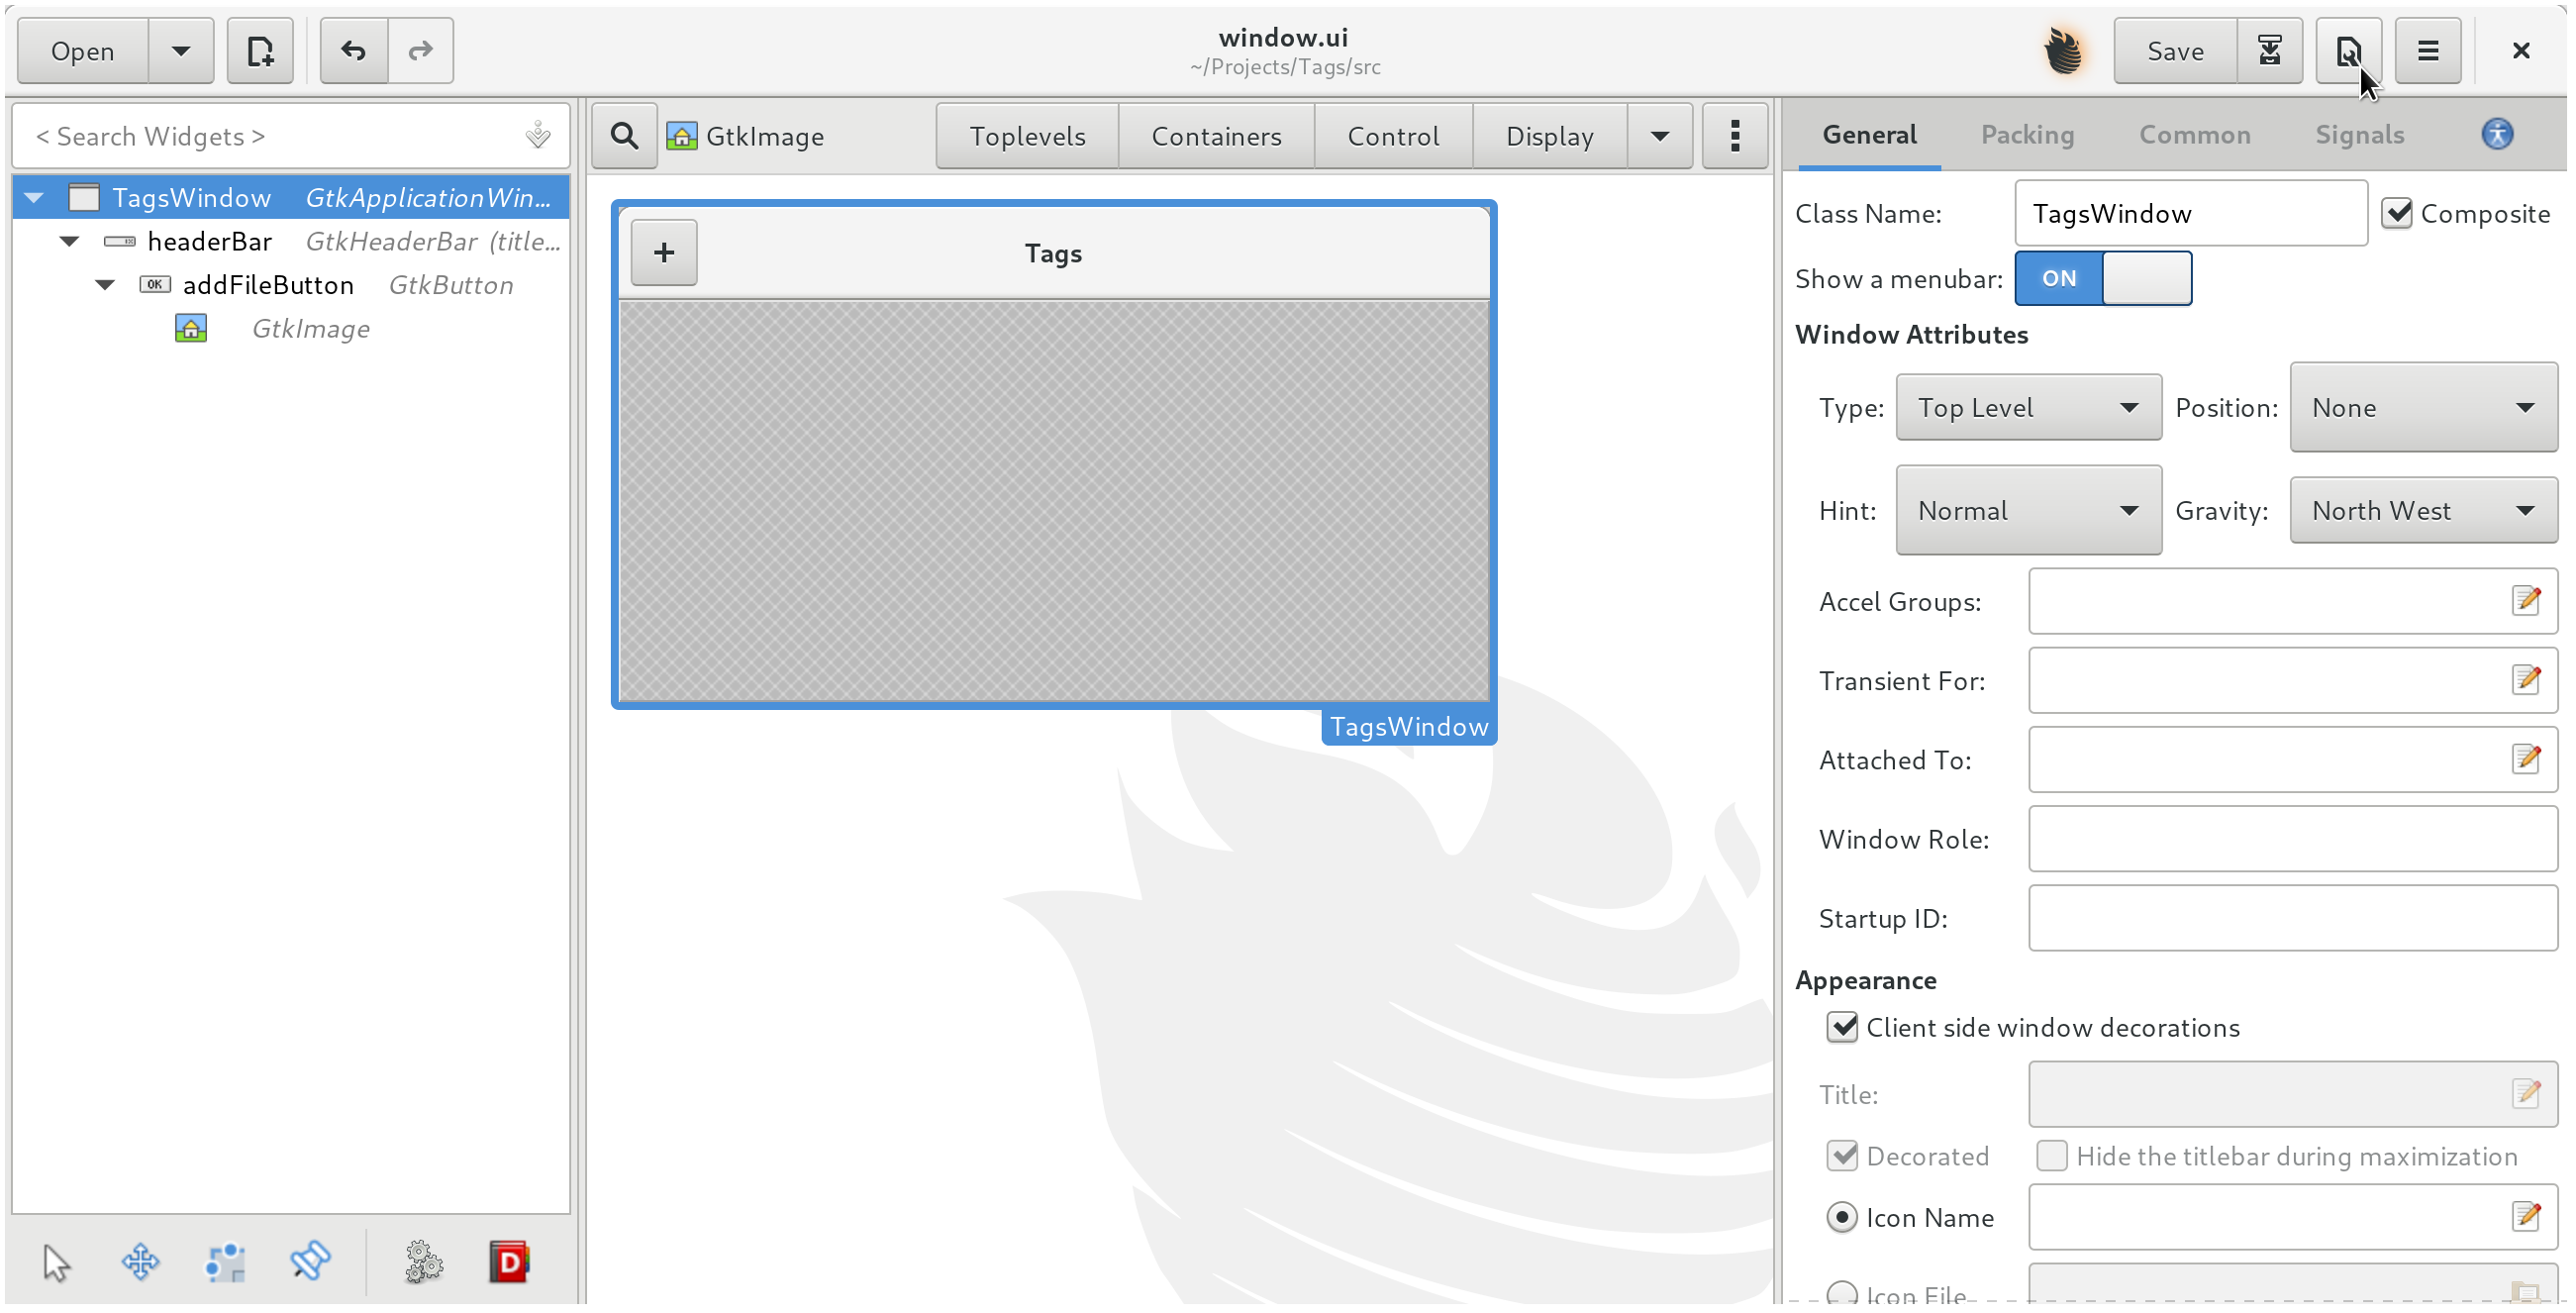 Open
window.ui
~/Projects/Tags/src
Save
< Search Widgets >
GtkImage
Toplevels
Containers
Control
Display
General
Packing
Common
Signals
TagsWindow GtkApplicationWin...
headerBar GtkHeaderBar (title...
addFileButton GtkButton
OK
GtkImage
+
Tags
TagsWindow
Class Name: TagsWindow Composite
Show a menubar: ON
Window Attributes
Type: Top Level Position: None
Hint: Normal Gravity: North West
Accel Groups:
Transient For:
Attached To:
Window Role:
Startup ID:
Appearance
Client side window decorations
Title:
Decorated Hide the titlebar during maximization
Icon Name
Icon File
D